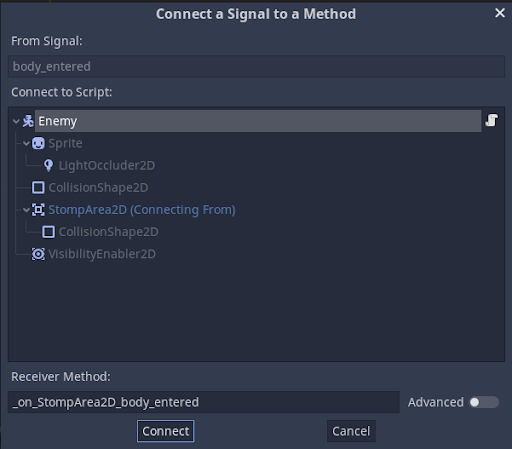 Connect a Signal to a Method
From Signal:
body_entered
Connect to Script:
Enemy
Sprite
LightOccluder2D
CollisionShape2D
StompArea2D (Connecting From)
CollisionShape2D
VisibilityEnabler2D
Receiver Method:
_on_StompArea2D_body_entered
Advanced
Connect
Cancel